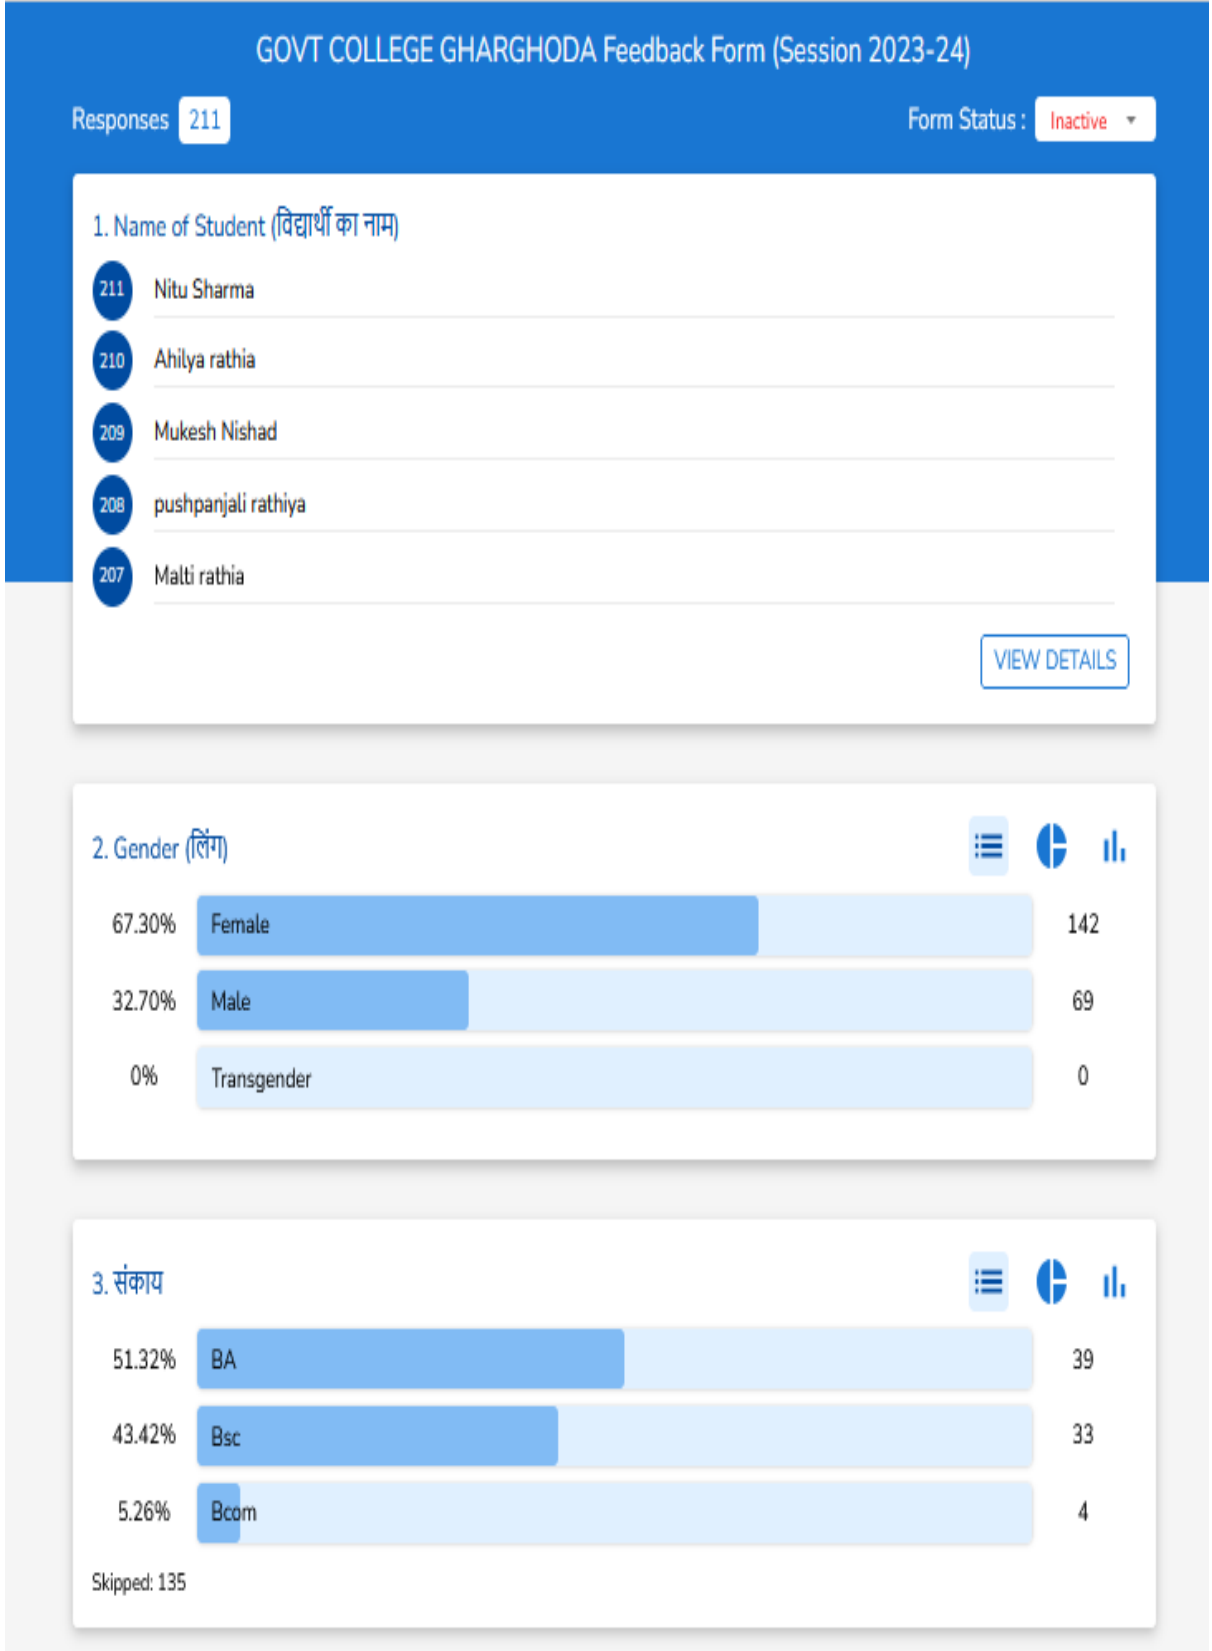 GOVT COLLEGE GHARGHODA Feedback Form (Session 2023-24)
Responses 211 Form Status : Inactive
1. Name of Student (विद्यार्थी का नाम)
211 Nitu Sharma
210 Ahilya rathia
209 Mukesh Nishad
208 pushpanjali rathiya
207 Malti rathia
VIEW DETAILS
2. Gender (लिंग)
67.30% Female 142
32.70% Male 69
0% Transgender 0
3. संकाय
51.32% BA 39
43.42% Bsc 33
5.26% Bcom 4
Skipped: 135